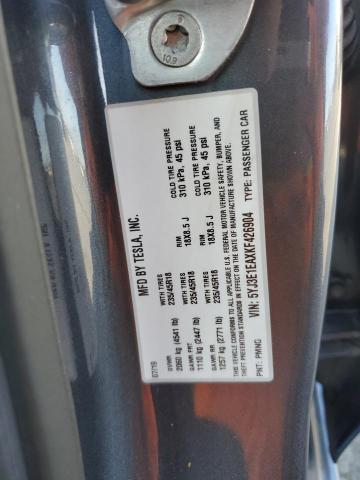 10.9
MFD BY TESLA, INC.
07/19
GVWR
2060 kg (4541 lb)
GAWR FRT
1110 kg (2447 lb)
WITH TIRES
235/45R18
RIM
18X8.5 J
COLD TIRE PRESSURE
310 kPa, 45 psi
GAWR RR
1257 kg (2771 lb)
WITH TIRES
235/45R18
RIM
18X8.5 J
COLD TIRE PRESSURE
310 kPa, 45 psi
THIS VEHICLE CONFORMS TO ALL APPLICABLE U.S. FEDERAL MOTOR VEHICLE SAFETY, BUMPER, AND
THEFT PREVENTION STANDARDS IN EFFECT ON THE DATE OF MANUFACTURE SHOWN ABOVE.
VIN: 5YJ3E1EAXKF426904 TYPE: PASSENGER CAR
PNT: PMNG